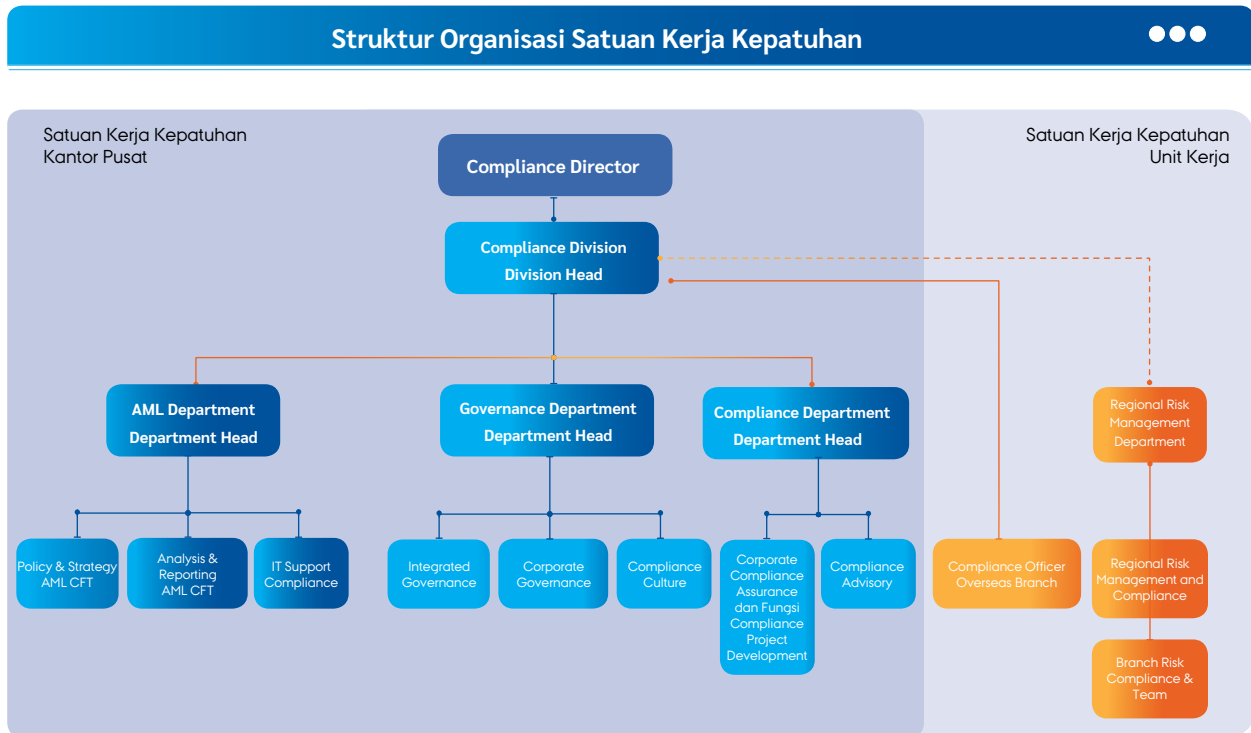 Struktur Organisasi Satuan Kerja Kepatuhan
Satuan Kerja Kepatuhan
Kantor Pusat
Satuan Kerja Kepatuhan
Unit Kerja
Compliance Director
Compliance Division
Division Head
AML Department
Department Head
Governance Department
Department Head
Compliance Department
Department Head
Regional Risk
Management
Department
Policy & Strategy
AML CFT
Analysis &
Reporting
AML CFT
IT Support
Compliance
Integrated
Governance
Corporate
Governance
Compliance
Culture
Corporate
Compliance
Assurance
dan Fungsi
Compliance
Project
Development
Compliance
Advisory
Compliance Officer
Overseas Branch
Regional Risk
Management and
Compliance
Branch Risk
Compliance &
Team